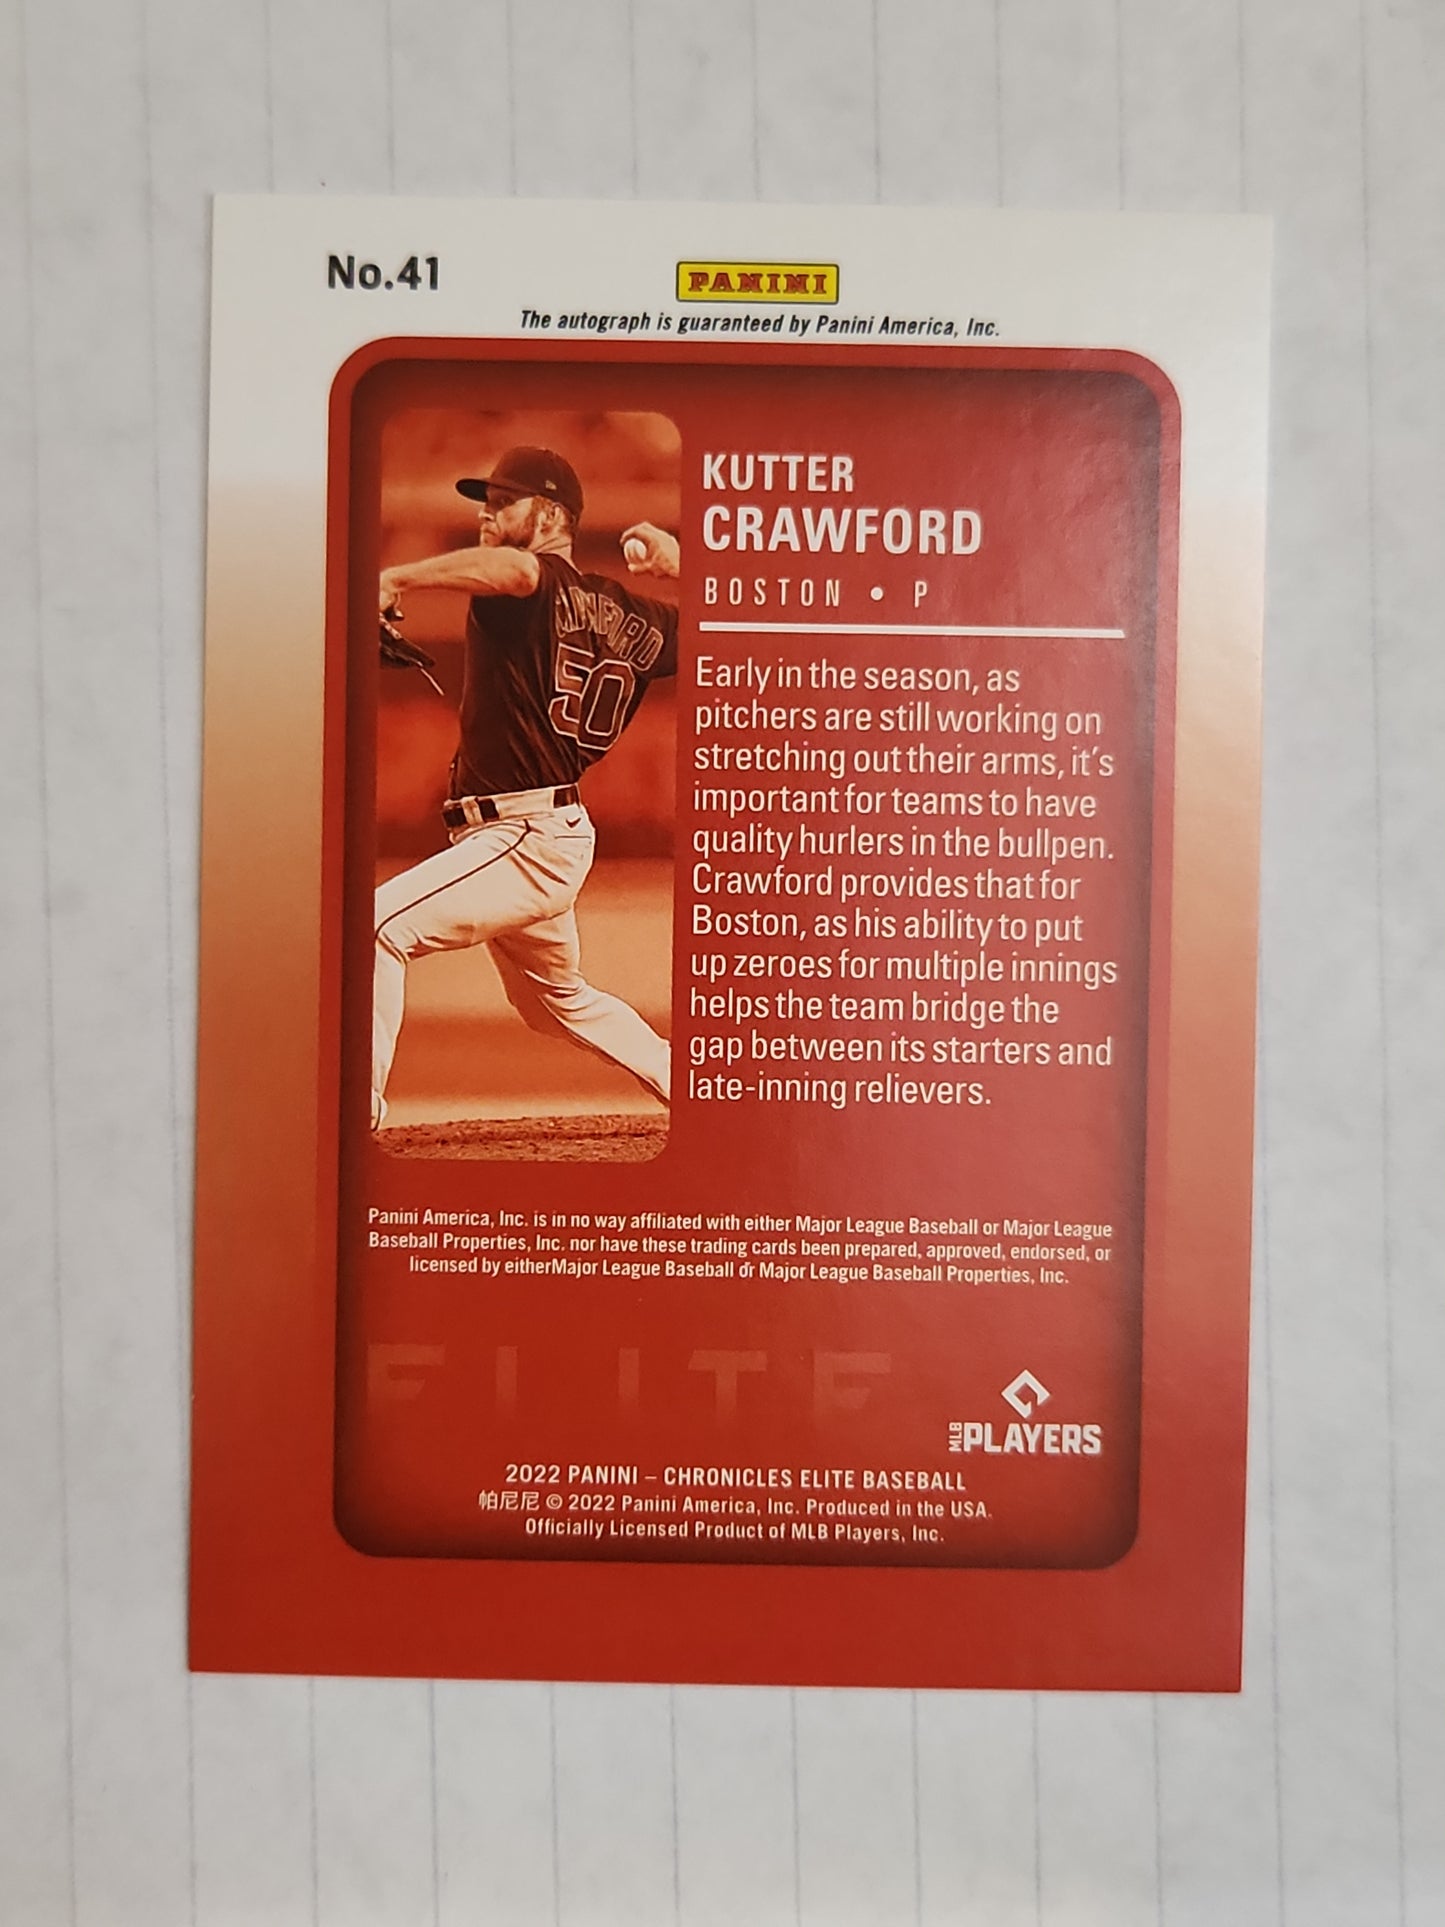 No.41
PANINI
The autograph is guaranteed by Panini America, Inc.
KUTTER
CRAWFORD
BOSTON • P
CRAWFORD
50
Early in the season, as
pitchers are still working on
stretching out their arms, it's
important for teams to have
quality hurlers in the bullpen.
Crawford provides that for
Boston, as his ability to put
up zeroes for multiple innings
helps the team bridge the
gap between its starters and
late-inning relievers.
Panini America, Inc. is in no way affiliated with either Major League Baseball or Major League
Baseball Properties, Inc. nor have these trading cards been prepared, approved, endorsed, or
licensed by eitherMajor League Baseball or Major League Baseball Properties, Inc.
ELITE
MLB PLAYERS
2022 PANINI – CHRONICLES ELITE BASEBALL
帕尼尼 © 2022 Panini America, Inc. Produced in the USA.
Officially Licensed Product of MLB Players, Inc.